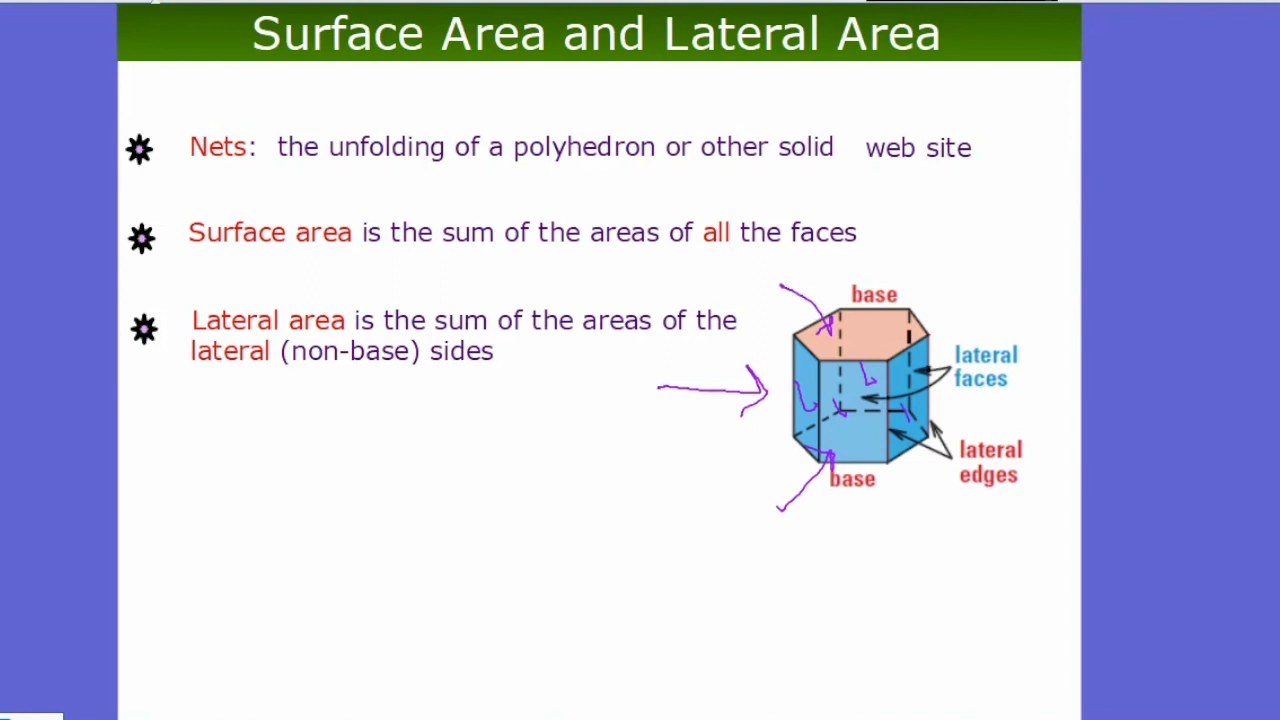 Surface Area and Lateral Area
Nets: the unfolding of a polyhedron or other solid web site
Surface area is the sum of the areas of all the faces
Lateral area is the sum of the areas of the
lateral (non-base) sides
base
lateral
faces
lateral
edges
base